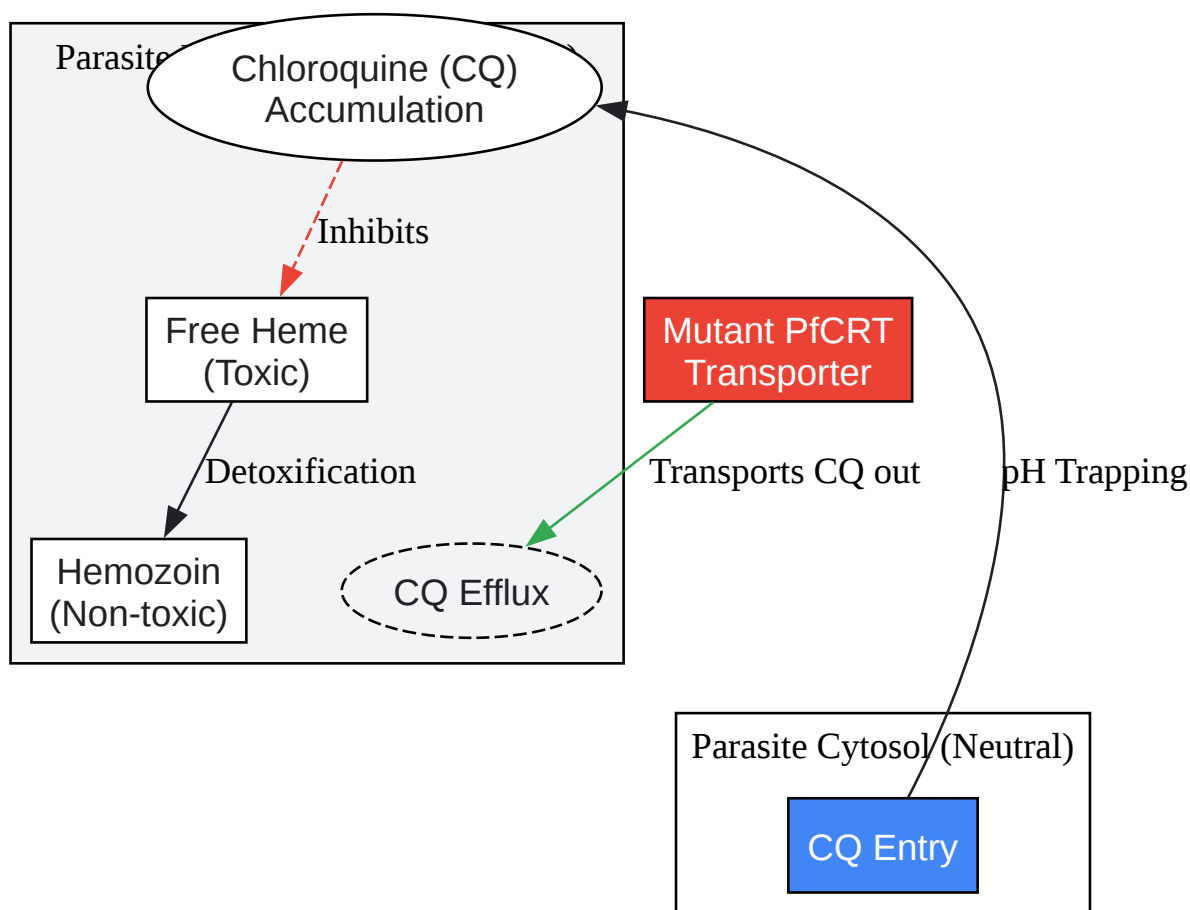 Parasite
Chloroquine (CQ)
Accumulation
Inhibits
Free Heme
(Toxic)
Mutant PfCRT
Transporter
Detoxification
Transports CQ out
pH Trapping
Hemozoin
(Non-toxic)
CQ Efflux
Parasite Cytosol (Neutral)
CQ Entry